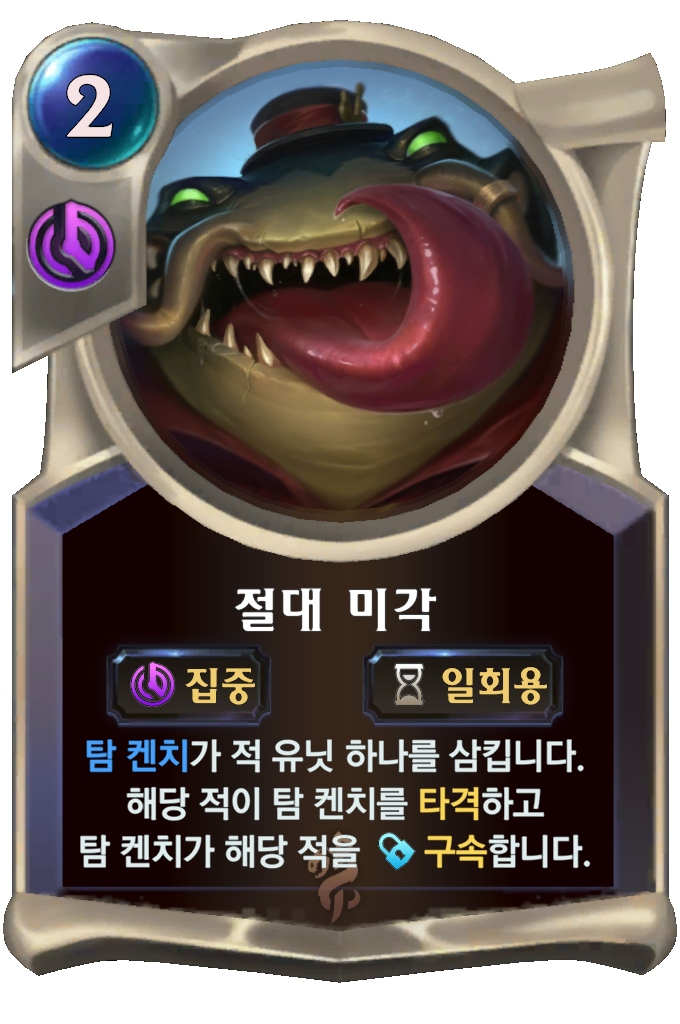 2
절대 미각
집중 일회용
탐 켄치가 적 유닛 하나를 삼킵니다.
해당 적이 탐 켄치를 타격하고
탐 켄치가 해당 적을 구속합니다.